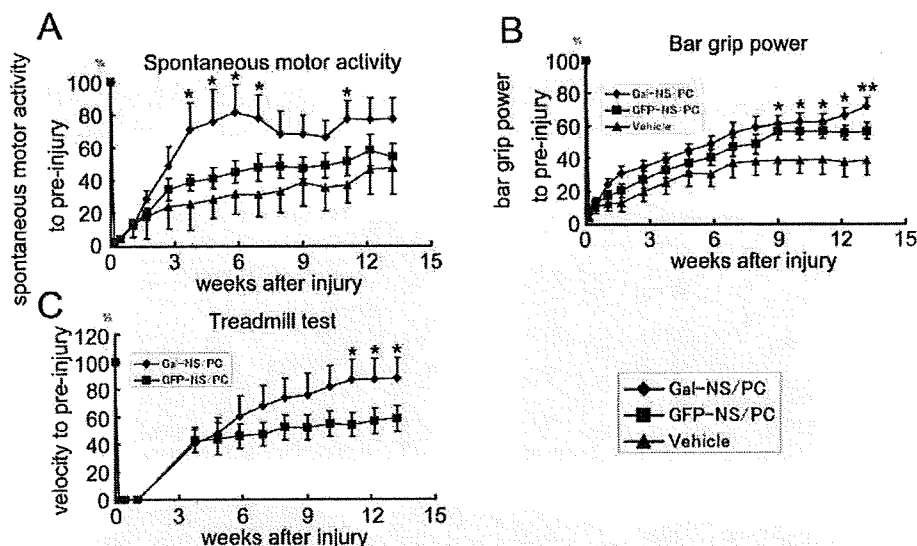 A
Spontaneous motor activity
%
spontaneous motor activity
to pre-injury
100
80
60
40
20
0
* * * * *
0 3 6 9 12 15
weeks after injury
B
Bar grip power
%
bar grip power
to pre-injury
100
80
60
40
20
0
Gal-NS/PC
GFP-NS/PC
Vehicle
* * * * **
0 3 6 9 12 15
weeks after injury
C
Treadmill test
%
velocity to pre-injury
120
100
80
60
40
20
0
Gal-NS/PC
GFP-NS/PC
* * *
0 3 6 9 12 15
weeks after injury
Gal-NS/PC
GFP-NS/PC
Vehicle